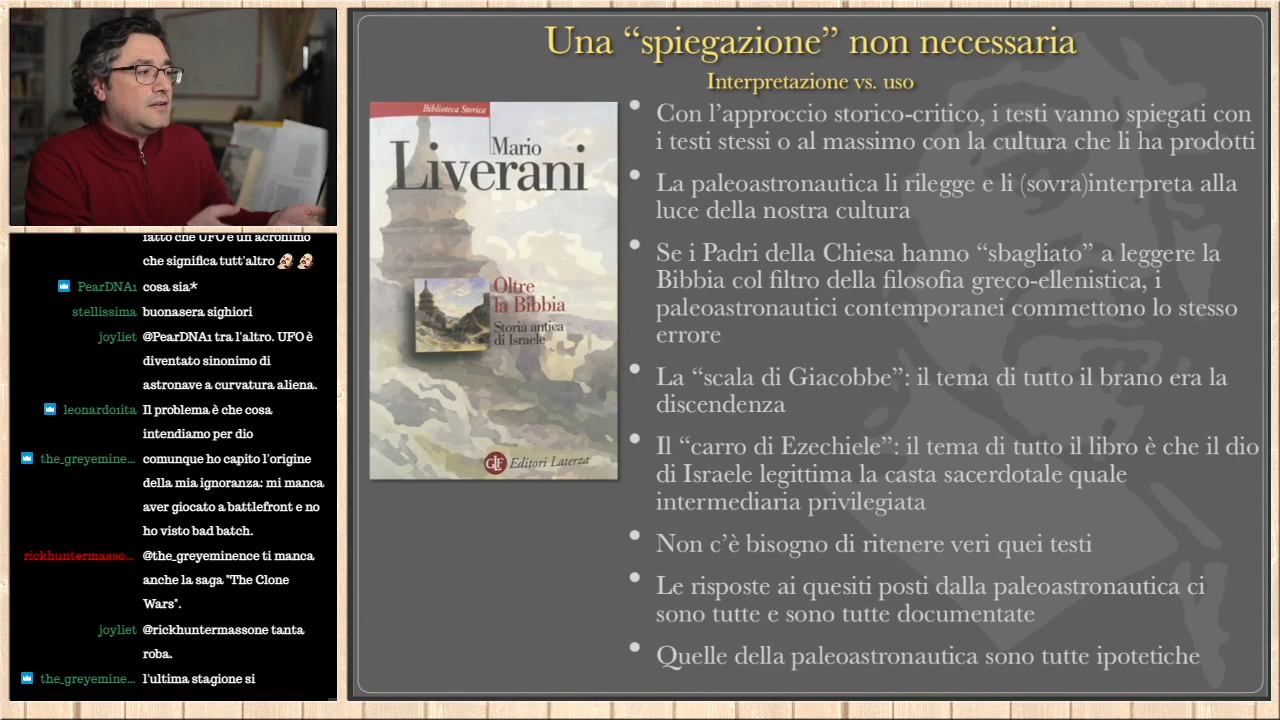 Una “spiegazione” non necessaria
Interpretazione vs. uso
Biblioteca Storica
Mario
Liverani
Oltre
la Bibbia
Storia antica
di Israele
GLF Editori Laterza
Con l’approccio storico-critico, i testi vanno spiegati con
i testi stessi o al massimo con la cultura che li ha prodotti
La paleoastronautica li rilegge e li (sovra)interpreta alla
luce della nostra cultura
Se i Padri della Chiesa hanno “sbagliato” a leggere la
Bibbia col filtro della filosofia greco-ellenistica, i
paleoastronautici contemporanei commettono lo stesso
errore
La “scala di Giacobbe”: il tema di tutto il brano era la
discendenza
Il “carro di Ezechiele”: il tema di tutto il libro è che il dio
di Israele legittima la casta sacerdotale quale
intermediaria privilegiata
Non c’è bisogno di ritenere veri quei testi
Le risposte ai quesiti posti dalla paleoastronautica ci
sono tutte e sono tutte documentate
Quelle della paleoastronautica sono tutte ipotetiche
fatto che UFO è un acronimo
che significa tutt'altro
PearDNA1 cosa sia*
stellissima buonasera sighiori
joyliet @PearDNA1 tra l'altro. UFO è
diventato sinonimo di
astronave a curvatura aliena.
leonardo1ita Il problema è che cosa
intendiamo per dio
the_greyemine... comunque ho capito l'origine
della mia ignoranza: mi manca
aver giocato a battlefront e no
ho visto bad batch.
rickhuntermasso... @the_greyeminence ti manca
anche la saga "The Clone
Wars".
joyliet @rickhuntermassone tanta
roba.
the_greyemine... l'ultima stagione si